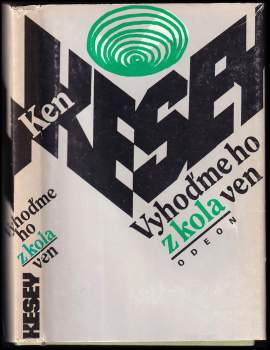 Ken
KESEY
Vyhoďme ho
z kola ven
ODEON
Vyhoďme
ho
z kola
ven
KESEY